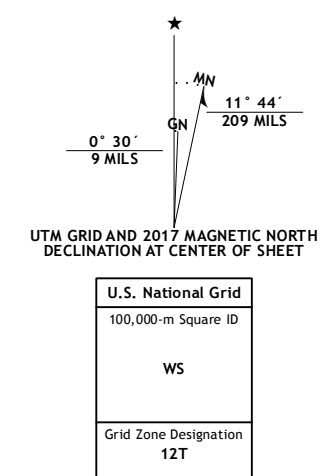 ★
MN
11° 44´
209 MILS
GN
0° 30´
9 MILS
UTM GRID AND 2017 MAGNETIC NORTH
DECLINATION AT CENTER OF SHEET
U.S. National Grid
100,000-m Square ID
WS
Grid Zone Designation
12T